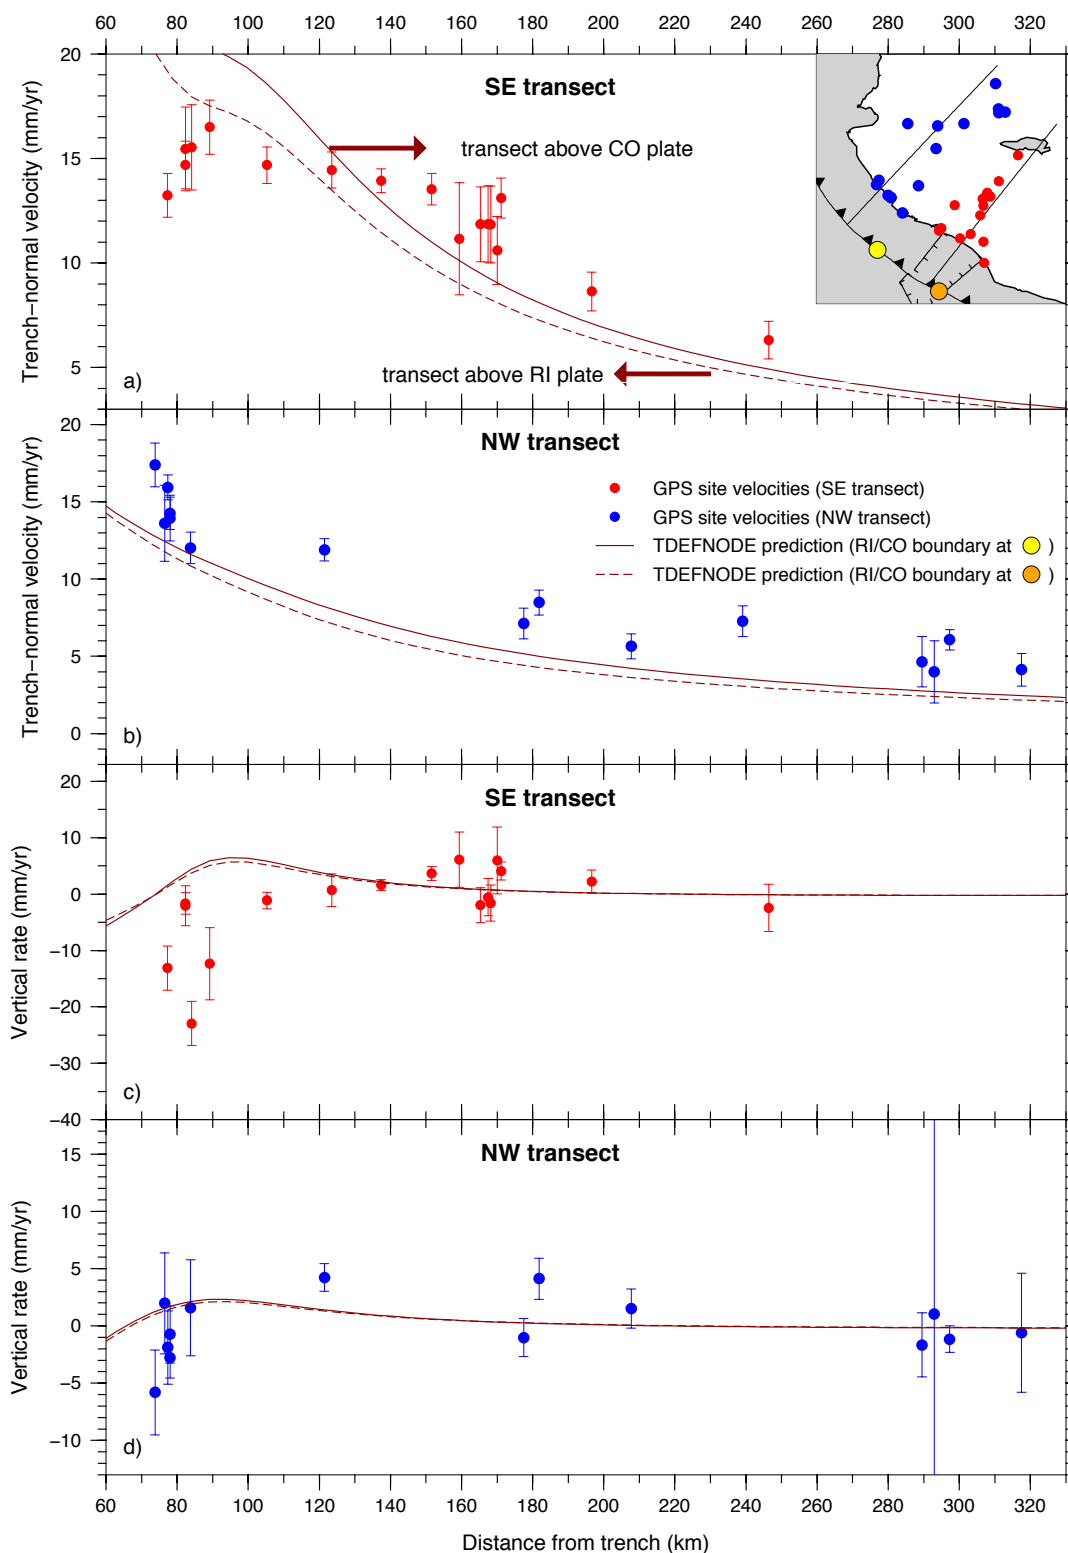 60 80 100 120 140 160 180 200 220 240 260 280 300 320
20
15
10
5
Trench−normal velocity (mm/yr)
SE transect
transect above CO plate
transect above RI plate
a)
20
15
10
5
0
Trench−normal velocity (mm/yr)
NW transect
GPS site velocities (SE transect)
GPS site velocities (NW transect)
TDEFNODE prediction (RI/CO boundary at )
TDEFNODE prediction (RI/CO boundary at )
b)
20
10
0
−10
−20
−30
−40
Vertical rate (mm/yr)
SE transect
c)
15
10
5
0
−5
−10
Vertical rate (mm/yr)
NW transect
d)
60 80 100 120 140 160 180 200 220 240 260 280 300 320
Distance from trench (km)